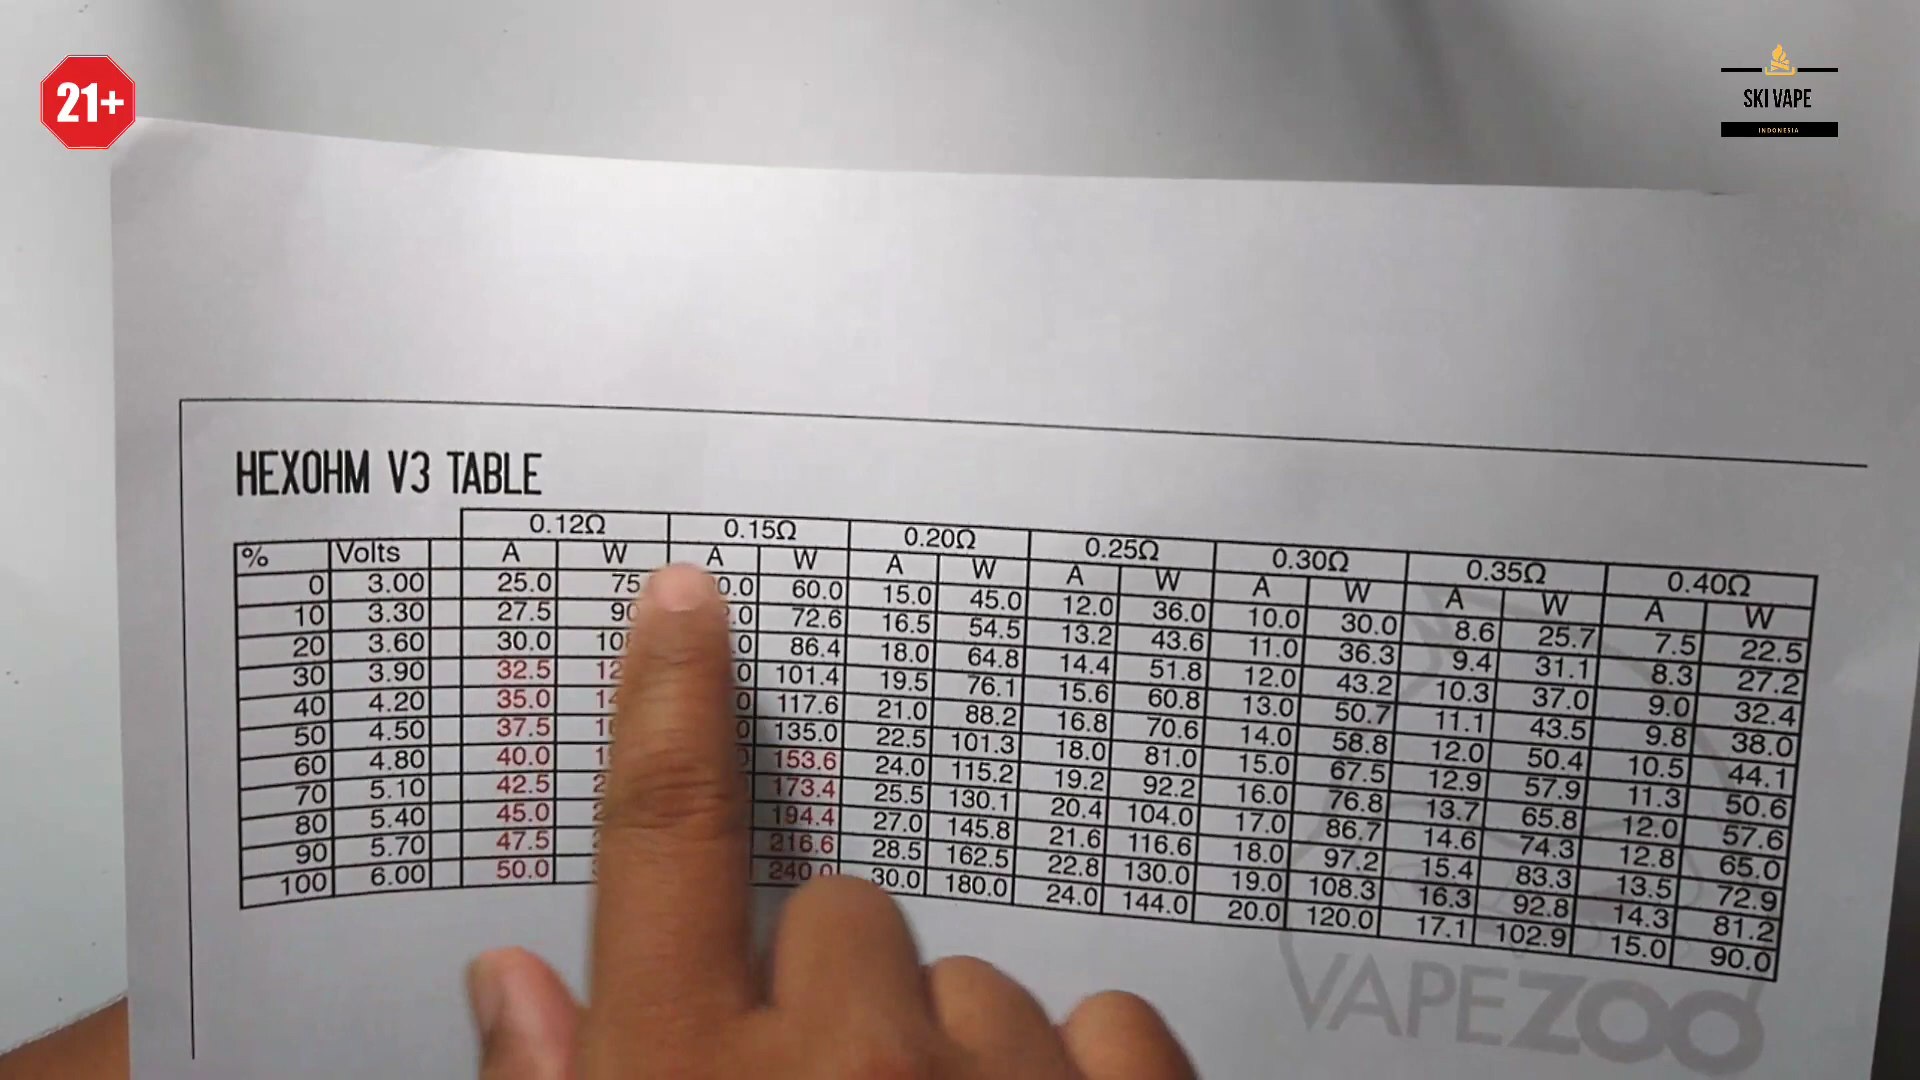 21+
SKI VAPE
INDONESIA
HEXOHM V3 TABLE
0.12Ω 0.15Ω 0.20Ω 0.25Ω 0.30Ω 0.35Ω 0.40Ω
% Volts A W A W A W A W A W A W A W
0 3.00 25.0 60.0 15.0 45.0 12.0 36.0 10.0 30.0 8.6 25.7 7.5 22.5
10 3.30 27.5 72.6 16.5 54.5 13.2 43.6 11.0 36.3 9.4 31.1 8.3 27.2
20 3.60 30.0 86.4 18.0 64.8 14.4 51.8 12.0 43.2 10.3 37.0 9.0 32.4
30 3.90 32.5 101.4 19.5 76.1 15.6 60.8 13.0 50.7 11.1 43.5 9.8 38.0
40 4.20 35.0 117.6 21.0 88.2 16.8 70.6 14.0 58.8 12.0 50.4 10.5 44.1
50 4.50 37.5 135.0 22.5 101.3 18.0 81.0 15.0 67.5 12.9 57.9 11.3 50.6
60 4.80 40.0 153.6 24.0 115.2 19.2 92.2 16.0 76.8 13.7 65.8 12.0 57.6
70 5.10 42.5 173.4 25.5 130.1 20.4 104.0 17.0 86.7 14.6 74.3 12.8 65.0
80 5.40 45.0 194.4 27.0 145.8 21.6 116.6 18.0 97.2 15.4 83.3 13.5 72.9
90 5.70 47.5 216.6 28.5 162.5 22.8 130.0 19.0 108.3 16.3 92.8 14.3 81.2
100 6.00 50.0 240.0 30.0 180.0 24.0 144.0 20.0 120.0 17.1 102.9 15.0 90.0
VAPEZOO